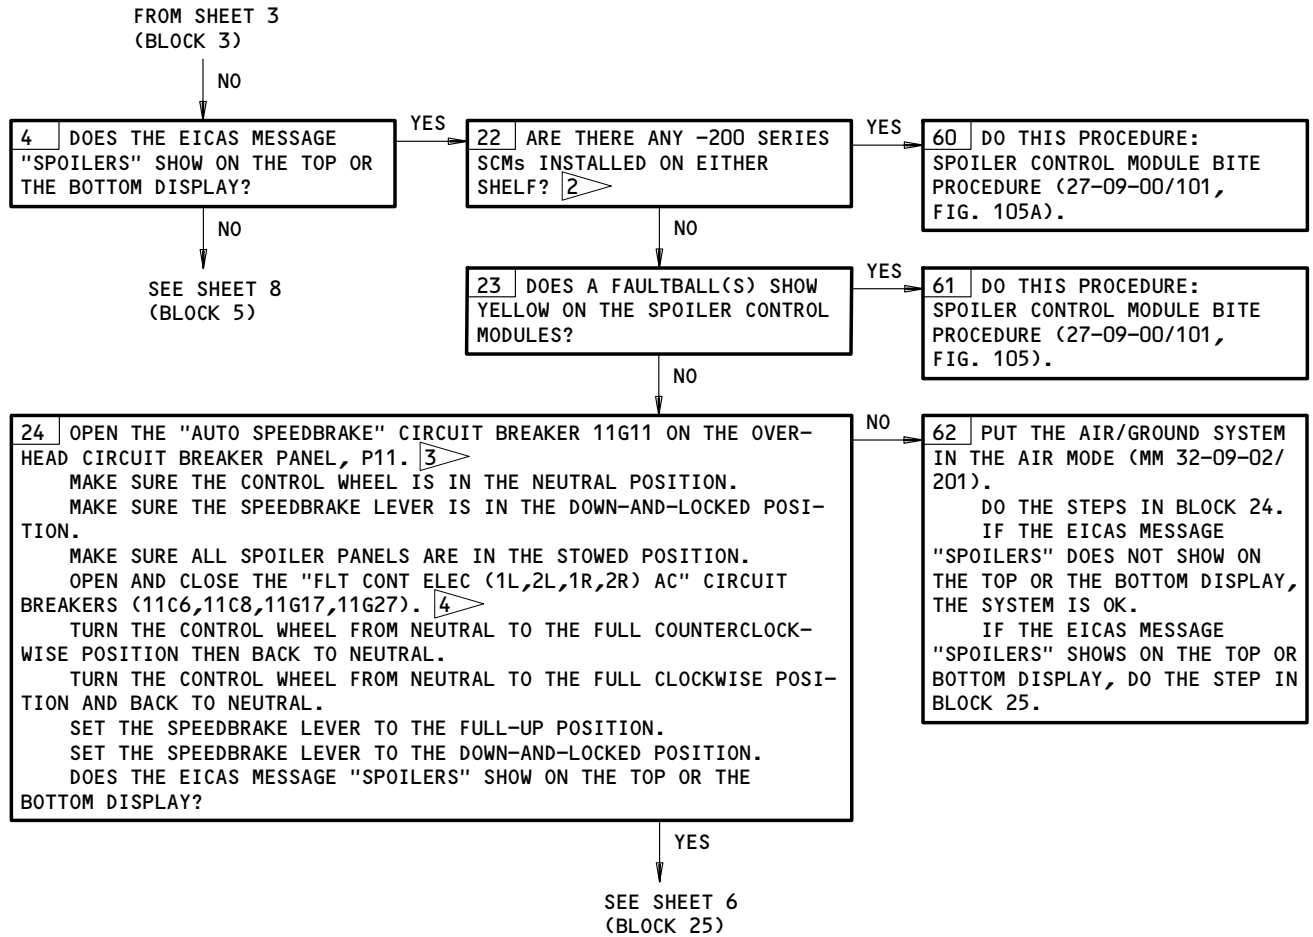 FROM SHEET 3
(BLOCK 3)
NO
4 DOES THE EICAS MESSAGE
"SPOILERS" SHOW ON THE TOP OR
THE BOTTOM DISPLAY?
YES
22 ARE THERE ANY -200 SERIES
SCMs INSTALLED ON EITHER
SHELF? 2
YES
60 DO THIS PROCEDURE:
SPOILER CONTROL MODULE BITE
PROCEDURE (27-09-00/101,
FIG. 105A).
NO
SEE SHEET 8
(BLOCK 5)
NO
23 DOES A FAULTBALL(S) SHOW
YELLOW ON THE SPOILER CONTROL
MODULES?
YES
61 DO THIS PROCEDURE:
SPOILER CONTROL MODULE BITE
PROCEDURE (27-09-00/101,
FIG. 105).
NO
24 OPEN THE "AUTO SPEEDBRAKE" CIRCUIT BREAKER 11G11 ON THE OVER-
HEAD CIRCUIT BREAKER PANEL, P11. 3
MAKE SURE THE CONTROL WHEEL IS IN THE NEUTRAL POSITION.
MAKE SURE THE SPEEDBRAKE LEVER IS IN THE DOWN-AND-LOCKED POSI-
TION.
MAKE SURE ALL SPOILER PANELS ARE IN THE STOWED POSITION.
OPEN AND CLOSE THE "FLT CONT ELEC (1L,2L,1R,2R) AC" CIRCUIT
BREAKERS (11C6,11C8,11G17,11G27). 4
TURN THE CONTROL WHEEL FROM NEUTRAL TO THE FULL COUNTERCLOCK-
WISE POSITION THEN BACK TO NEUTRAL.
TURN THE CONTROL WHEEL FROM NEUTRAL TO THE FULL CLOCKWISE POSI-
TION AND BACK TO NEUTRAL.
SET THE SPEEDBRAKE LEVER TO THE FULL-UP POSITION.
SET THE SPEEDBRAKE LEVER TO THE DOWN-AND-LOCKED POSITION.
DOES THE EICAS MESSAGE "SPOILERS" SHOW ON THE TOP OR THE
BOTTOM DISPLAY?
NO
62 PUT THE AIR/GROUND SYSTEM
IN THE AIR MODE (MM 32-09-02/
201).
DO THE STEPS IN BLOCK 24.
IF THE EICAS MESSAGE
"SPOILERS" DOES NOT SHOW ON
THE TOP OR THE BOTTOM DISPLAY,
THE SYSTEM IS OK.
IF THE EICAS MESSAGE
"SPOILERS" SHOWS ON THE TOP OR
BOTTOM DISPLAY, DO THE STEP IN
BLOCK 25.
YES
SEE SHEET 6
(BLOCK 25)